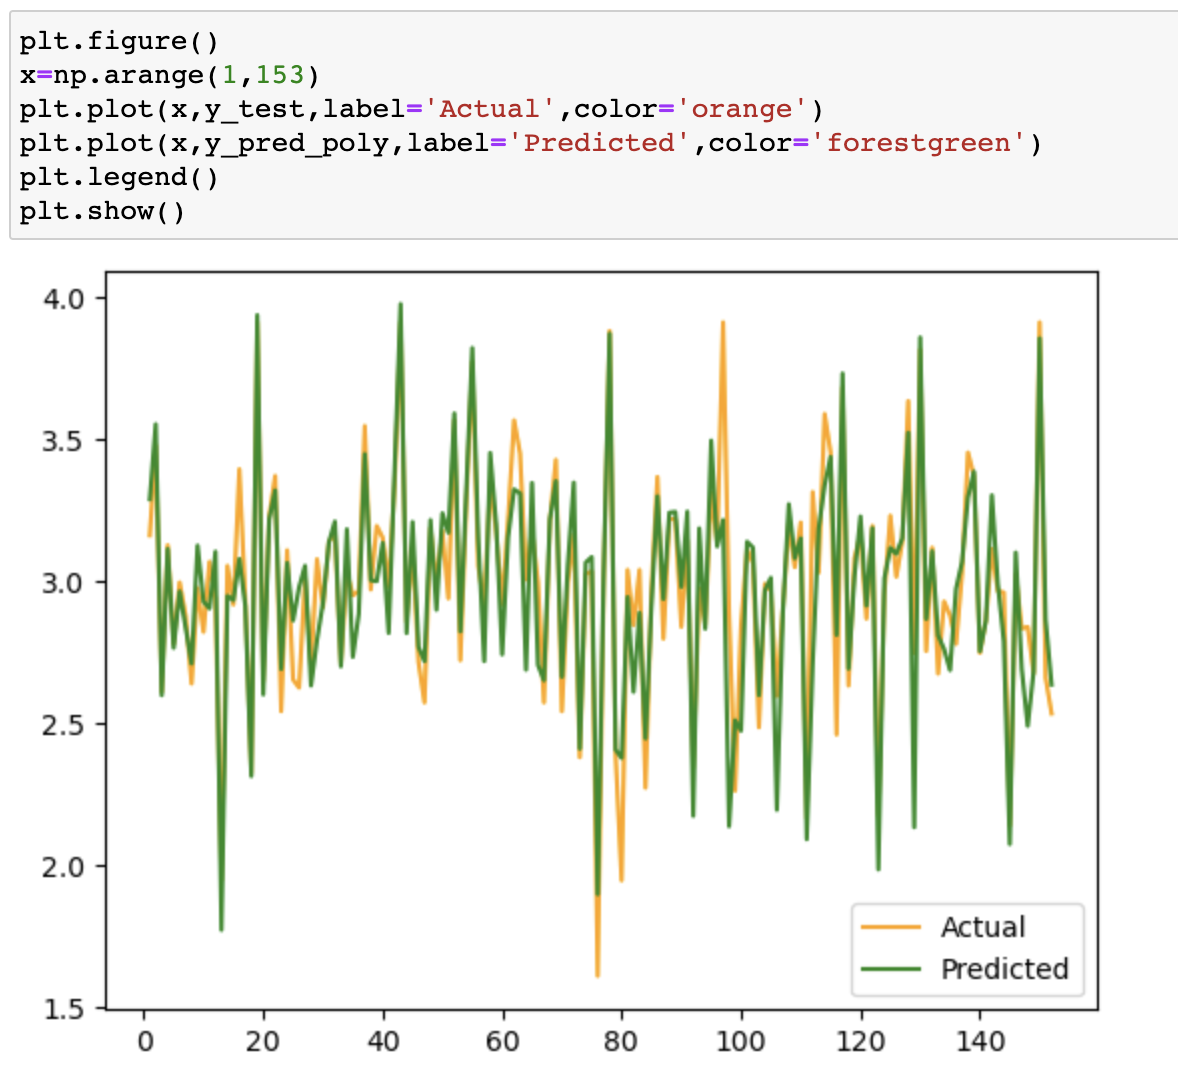 plt.figure()
x=np.arange(1,153)
plt.plot(x,y_test,label='Actual',color='orange')
plt.plot(x,y_pred_poly,label='Predicted',color='forestgreen')
plt.legend()
plt.show()
4.0
3.5
3.0
2.5
2.0
1.5
Actual
Predicted
0 20 40 60 80 100 120 140